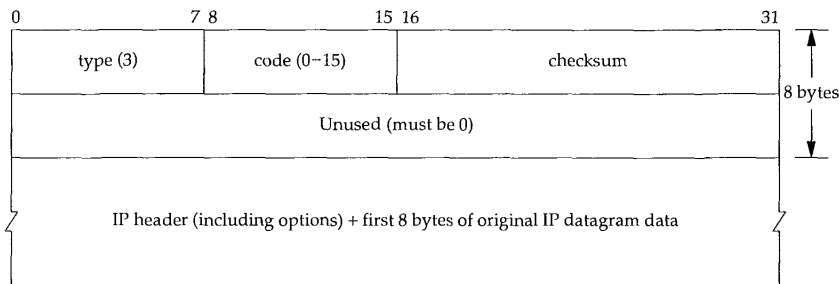 0 7 8 15 16 31
type (3) code (0–15) checksum
8 bytes
Unused (must be 0)
IP header (including options) + first 8 bytes of original IP datagram data